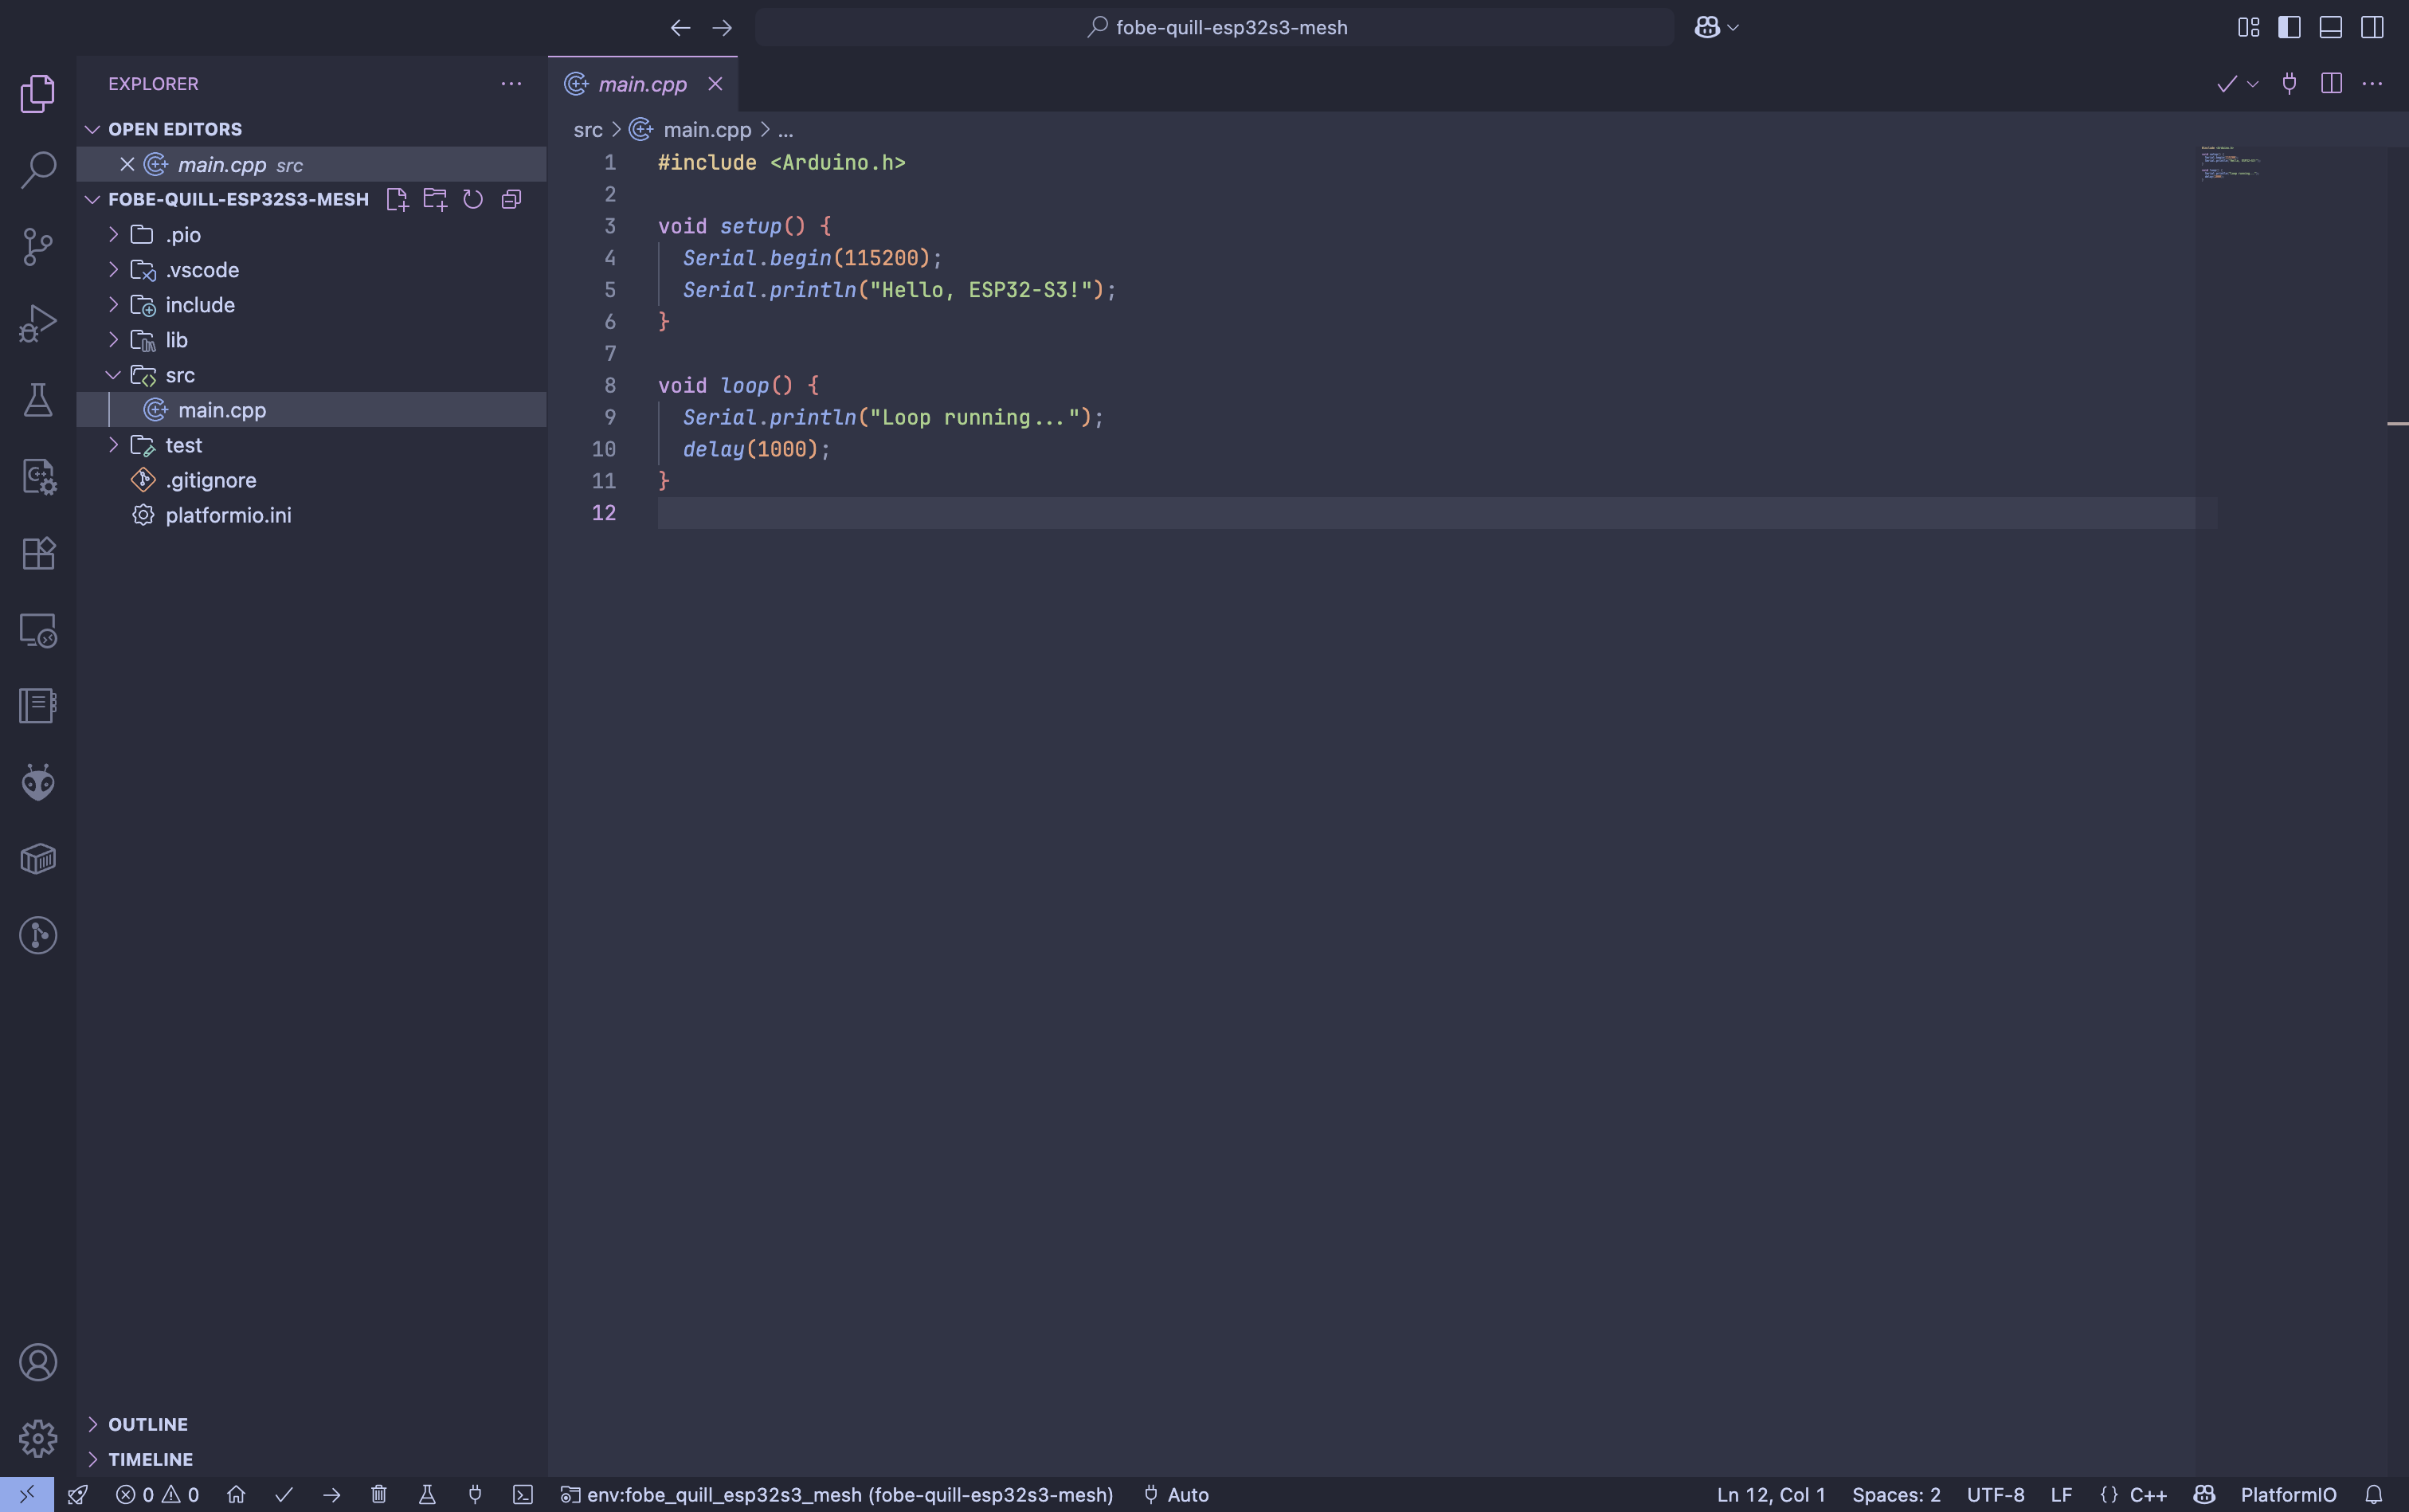 fobe-quill-esp32s3-mesh
EXPLORER
OPEN EDITORS
main.cpp src
FOBE-QUILL-ESP32S3-MESH
.pio
.vscode
include
lib
src
main.cpp
test
.gitignore
platformio.ini
OUTLINE
TIMELINE
main.cpp
src > main.cpp > ...
1 #include <Arduino.h>
2
3 void setup() {
4 Serial.begin(115200);
5 Serial.println("Hello, ESP32-S3!");
6 }
7
8 void loop() {
9 Serial.println("Loop running...");
10 delay(1000);
11 }
12
0 0 env:fobe_quill_esp32s3_mesh (fobe-quill-esp32s3-mesh) Auto Ln 12, Col 1 Spaces: 2 UTF-8 LF {} C++ PlatformIO